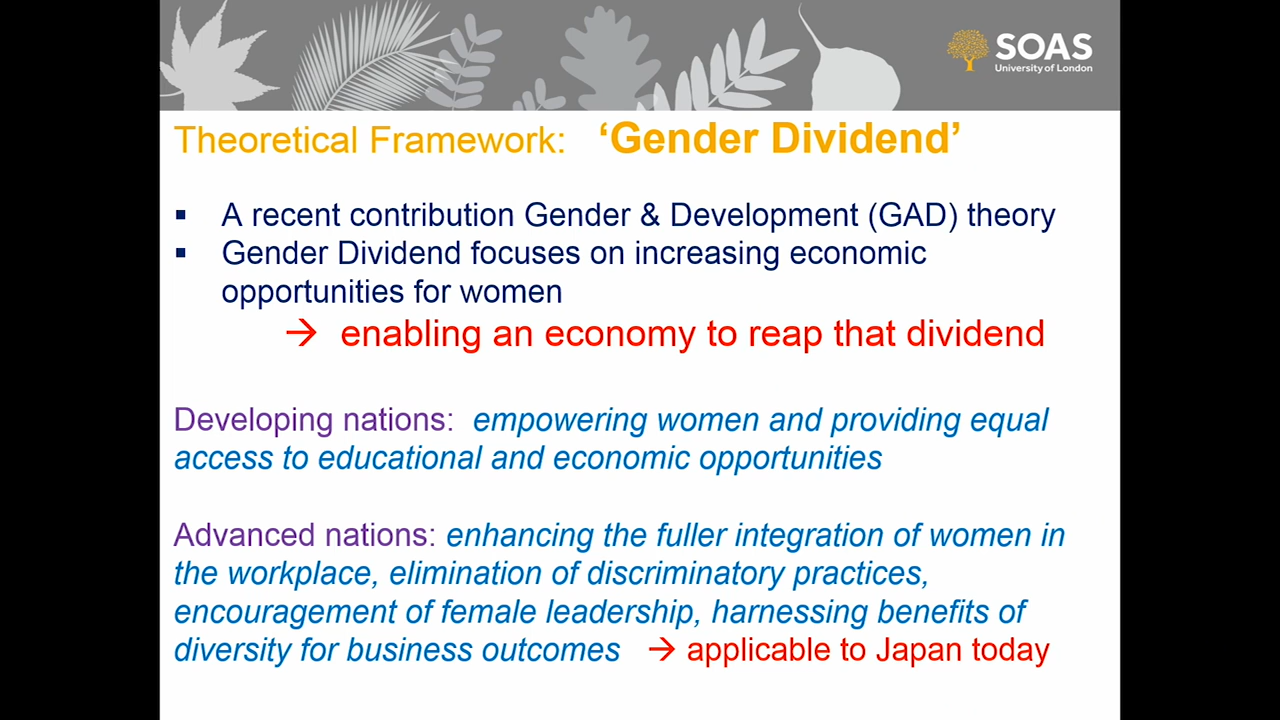 SOAS
University of London
Theoretical Framework: ‘Gender Dividend’
▪ A recent contribution Gender & Development (GAD) theory
▪ Gender Dividend focuses on increasing economic
opportunities for women
→ enabling an economy to reap that dividend
Developing nations: empowering women and providing equal
access to educational and economic opportunities
Advanced nations: enhancing the fuller integration of women in
the workplace, elimination of discriminatory practices,
encouragement of female leadership, harnessing benefits of
diversity for business outcomes → applicable to Japan today